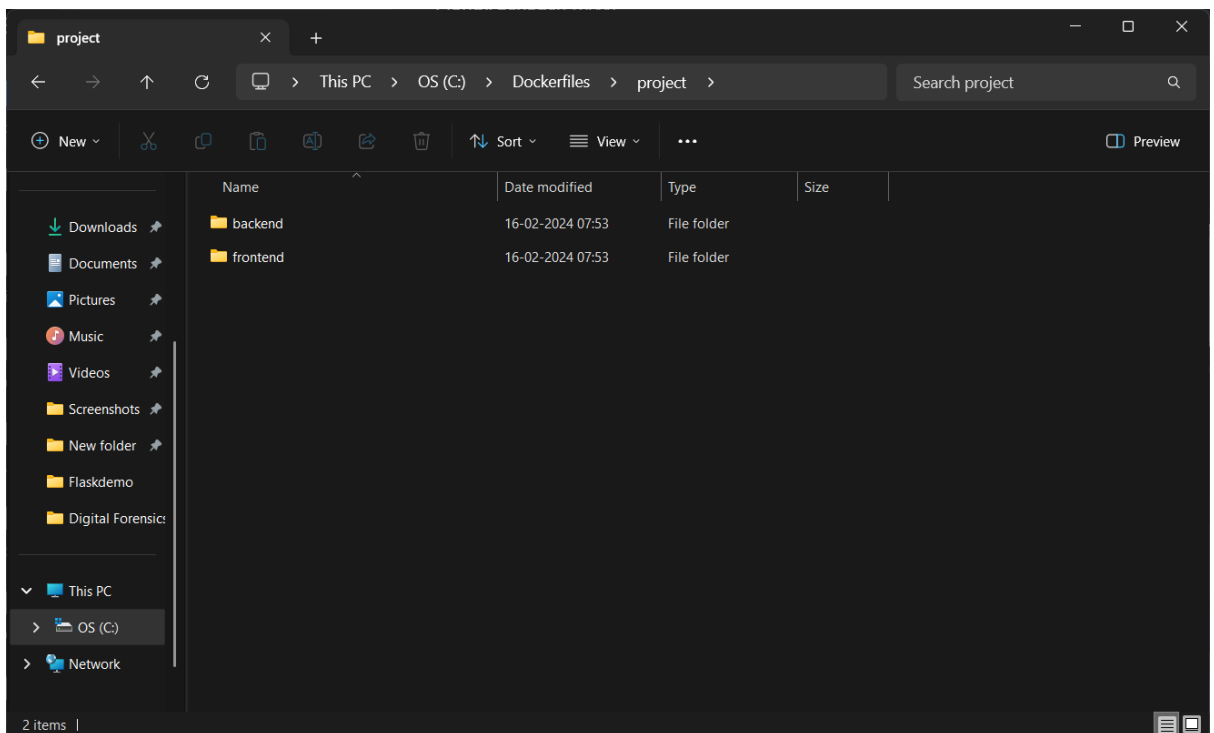 project
This PC > OS (C:) > Dockerfiles > project >
Search project
New
Sort
View
Preview
Name
Date modified
Type
Size
backend
16-02-2024 07:53
File folder
frontend
16-02-2024 07:53
File folder
Downloads
Documents
Pictures
Music
Videos
Screenshots
New folder
Flaskdemo
Digital Forensics
This PC
OS (C:)
Network
2 items